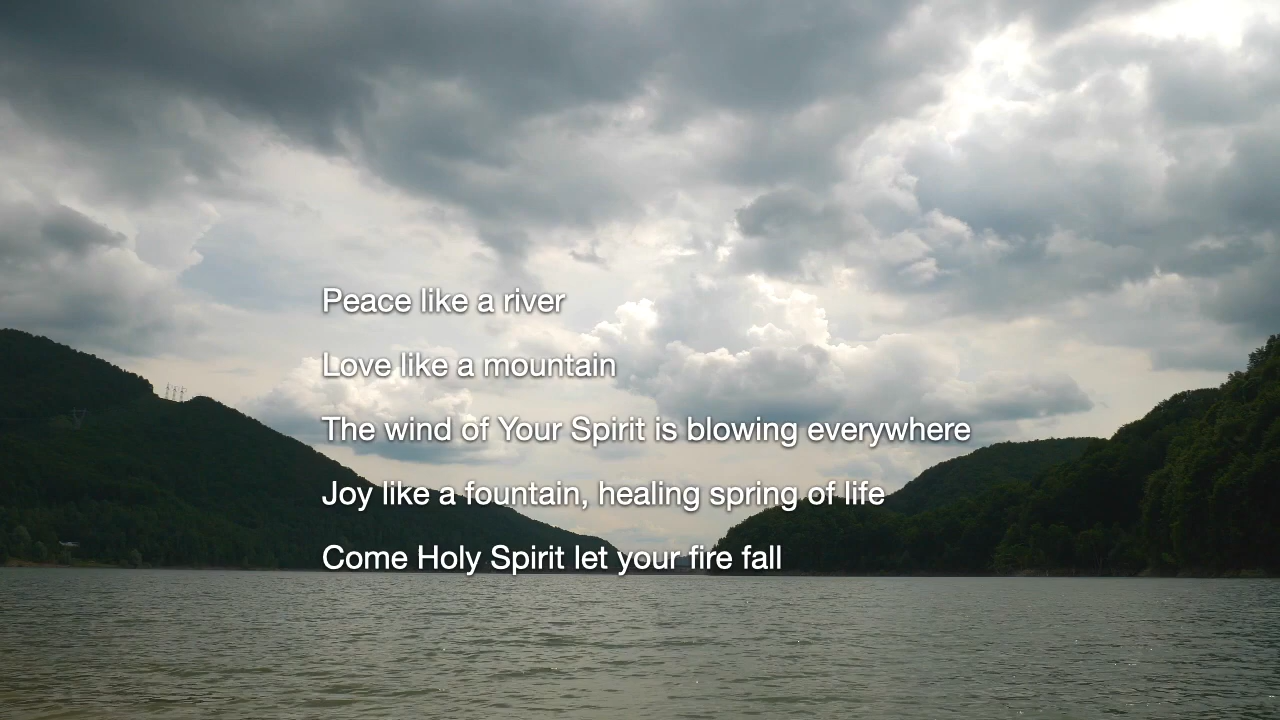 Peace like a river
Love like a mountain
The wind of Your Spirit is blowing everywhere
Joy like a fountain, healing spring of life
Come Holy Spirit let your fire fall